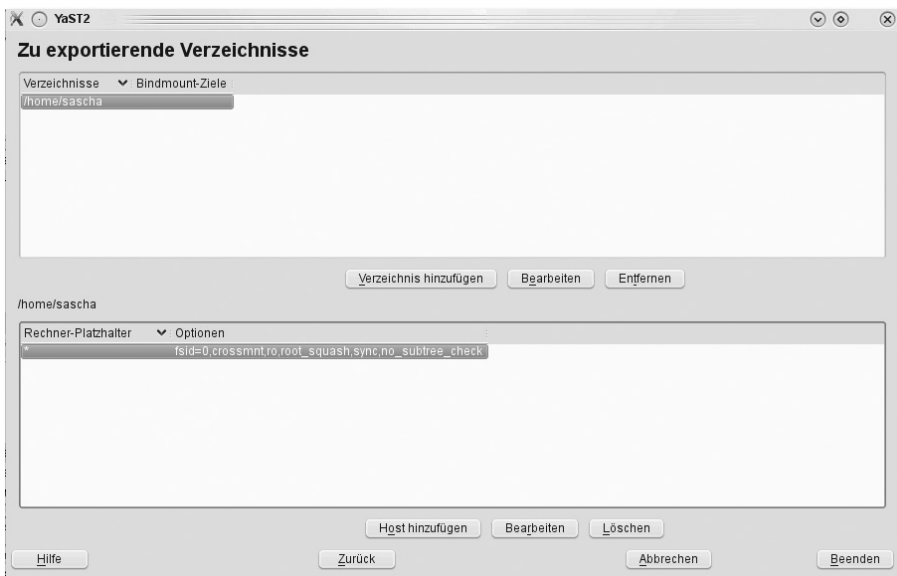 YaST2
Zu exportierende Verzeichnisse
Verzeichnisse Bindmount-Ziele
/home/sascha
Verzeichnis hinzufügen Bearbeiten Entfernen
/home/sascha
Rechner-Platzhalter Optionen
* fsid=0,crossmnt,ro,root_squash,sync,no_subtree_check
Host hinzufügen Bearbeiten Löschen
Hilfe Zurück Abbrechen Beenden